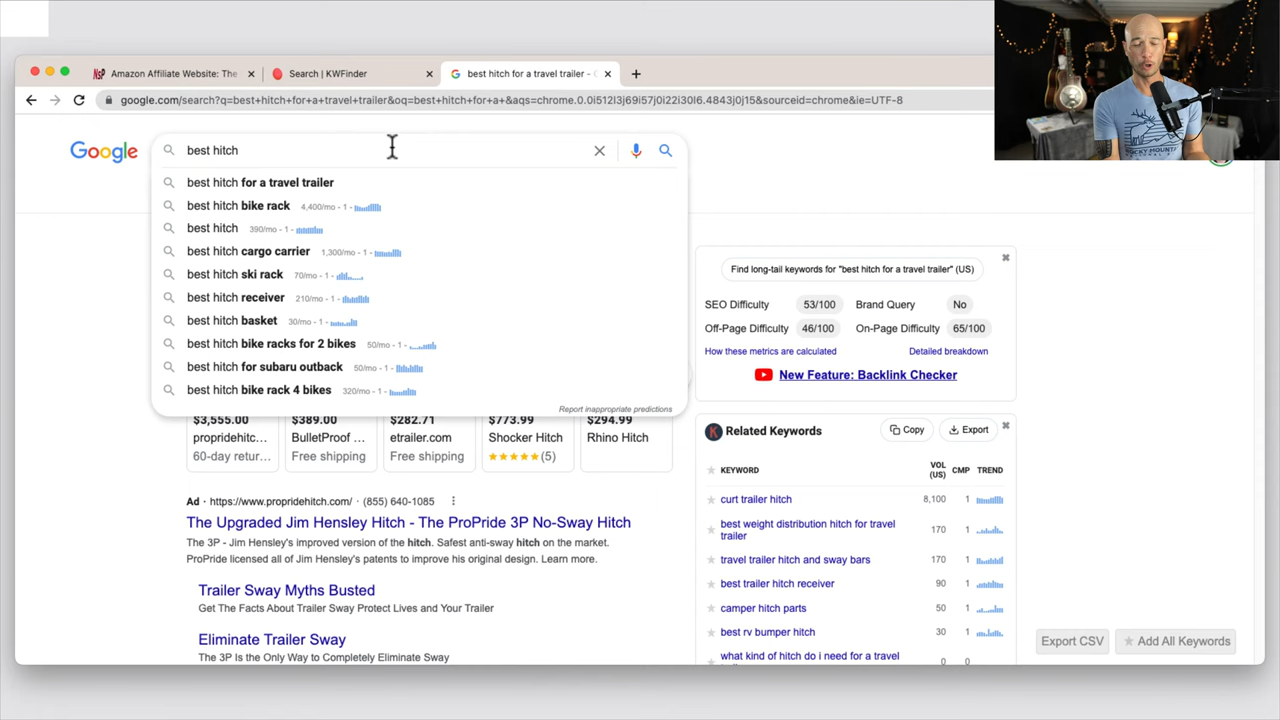 Amazon Affiliate Website: The
Search | KWFinder
best hitch for a travel trailer -
google.com/search?q=best+hitch+for+a+travel+trailer&oq=best+hitch+for+a+&aqs=chrome.0.0i512l3j69i57j0i22i30l6.4843j0j15&sourceid=chrome&ie=UTF-8
Google
best hitch
best hitch for a travel trailer
best hitch bike rack 4,400/mo - 1 -
best hitch 390/mo - 1 -
best hitch cargo carrier 1,300/mo - 1 -
best hitch ski rack 70/mo - 1 -
best hitch receiver 210/mo - 1 -
best hitch basket 30/mo - 1 -
best hitch bike racks for 2 bikes 50/mo - 1 -
best hitch for subaru outback 50/mo - 1 -
best hitch bike rack 4 bikes 320/mo - 1 -
Report inappropriate predictions
$3,555.00 $389.00 $282.71 $773.99 $294.99
propridehitc... BulletProof ... etrailer.com Shocker Hitch Rhino Hitch
60-day retur... Free shipping Free shipping (5)
Ad · https://www.propridehitch.com/ · (855) 640-1085
The Upgraded Jim Hensley Hitch - The ProPride 3P No-Sway Hitch
The 3P - Jim Hensley's improved version of the hitch. Safest anti-sway hitch on the market.
ProPride licensed all of Jim Hensley's patents to improve his original design. Learn more.
Trailer Sway Myths Busted
Get The Facts About Trailer Sway Protect Lives and Your Trailer
Eliminate Trailer Sway
The 3P Is the Only Way to Completely Eliminate Sway
Find long-tail keywords for "best hitch for a travel trailer" (US)
SEO Difficulty 53/100 Brand Query No
Off-Page Difficulty 46/100 On-Page Difficulty 65/100
How these metrics are calculated Detailed breakdown
New Feature: Backlink Checker
Related Keywords Copy Export
KEYWORD VOL (US) CMP TREND
curt trailer hitch 8,100 1
best weight distribution hitch for travel
trailer 170 1
travel trailer hitch and sway bars 170 1
best trailer hitch receiver 90 1
camper hitch parts 50 1
best rv bumper hitch 30 1
what kind of hitch do i need for a travel 0 0
Export CSV Add All Keywords
ROCKY MOUNTAIN